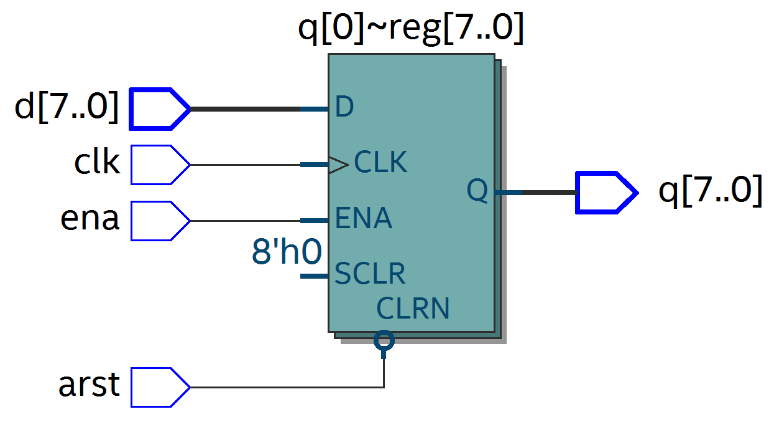 q[0]~reg[7..0]
d[7..0]
D
clk
CLK
Q
q[7..0]
ena
ENA
8'h0
SCLR
CLRN
arst